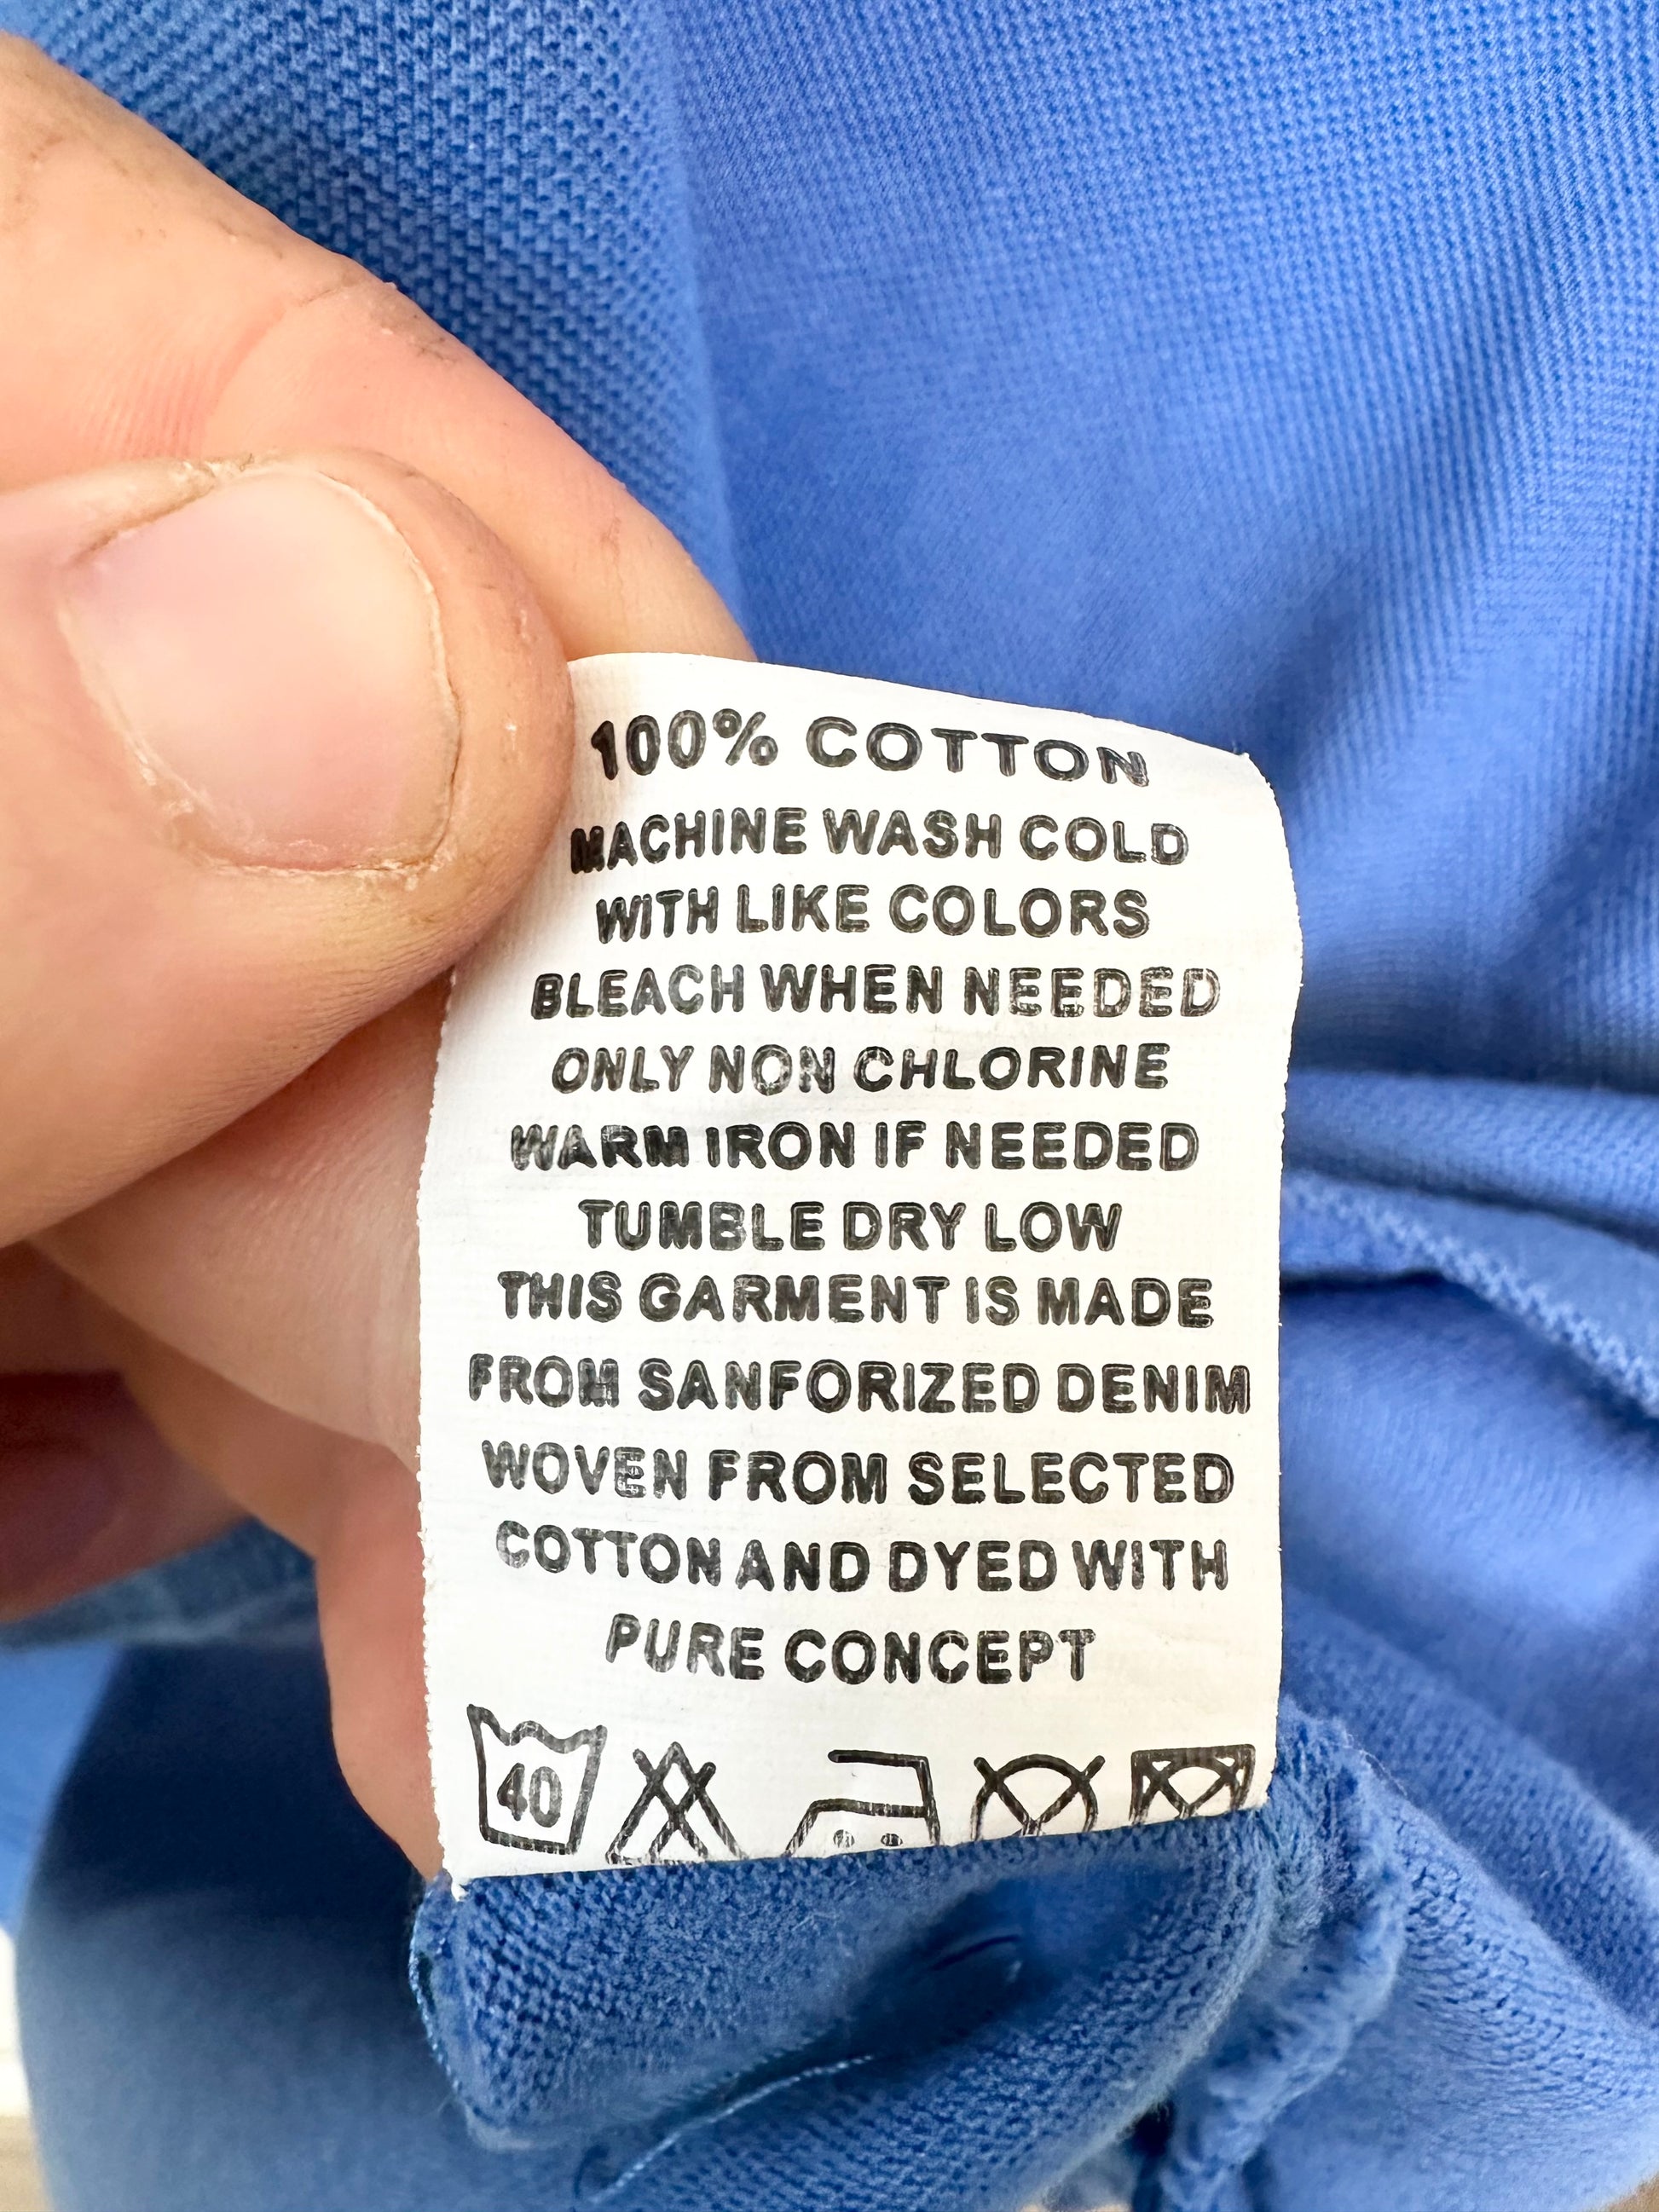 100% COTTON
MACHINE WASH COLD
WITH LIKE COLORS
BLEACH WHEN NEEDED
ONLY NON CHLORINE
WARM IRON IF NEEDED
TUMBLE DRY LOW
THIS GARMENT IS MADE
FROM SANFORIZED DENIM
WOVEN FROM SELECTED
COTTON AND DYED WITH
PURE CONCEPT
40